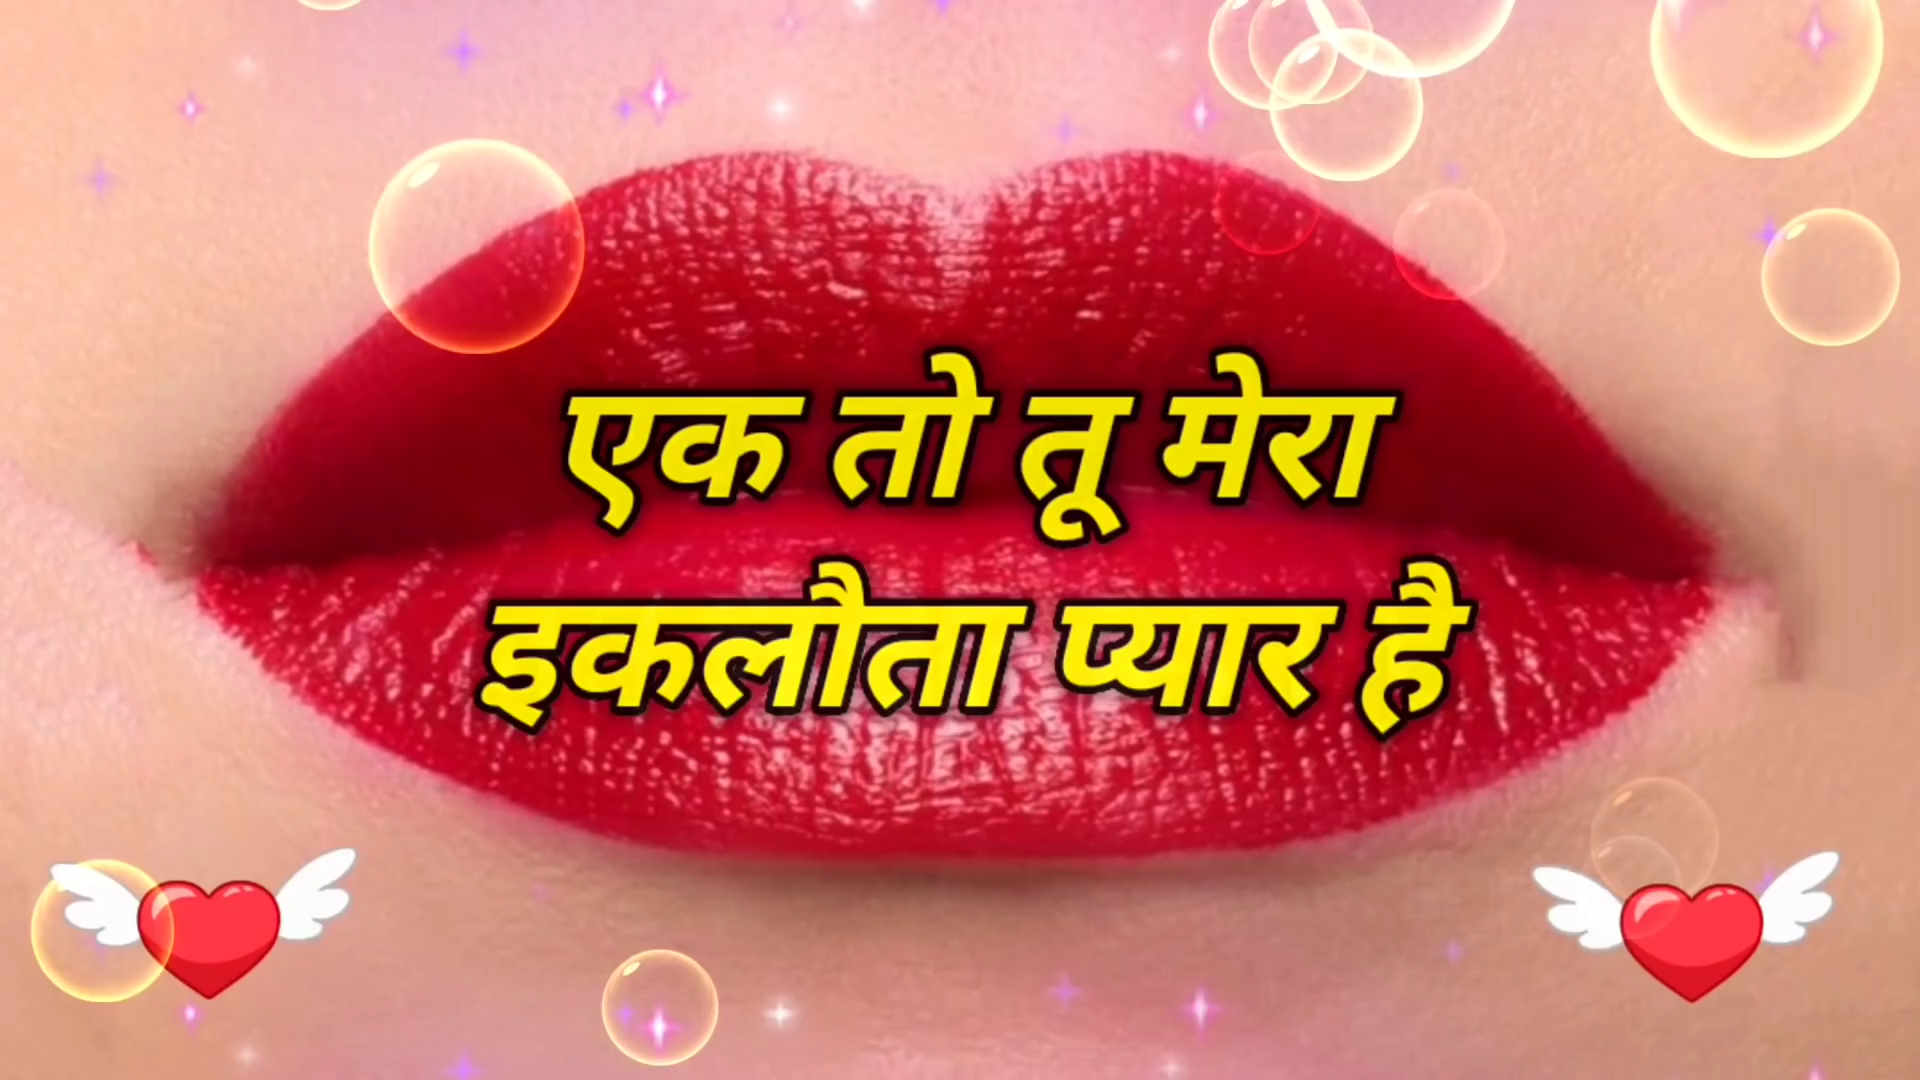 एक तो तू मेरा
इकलौता प्यार है